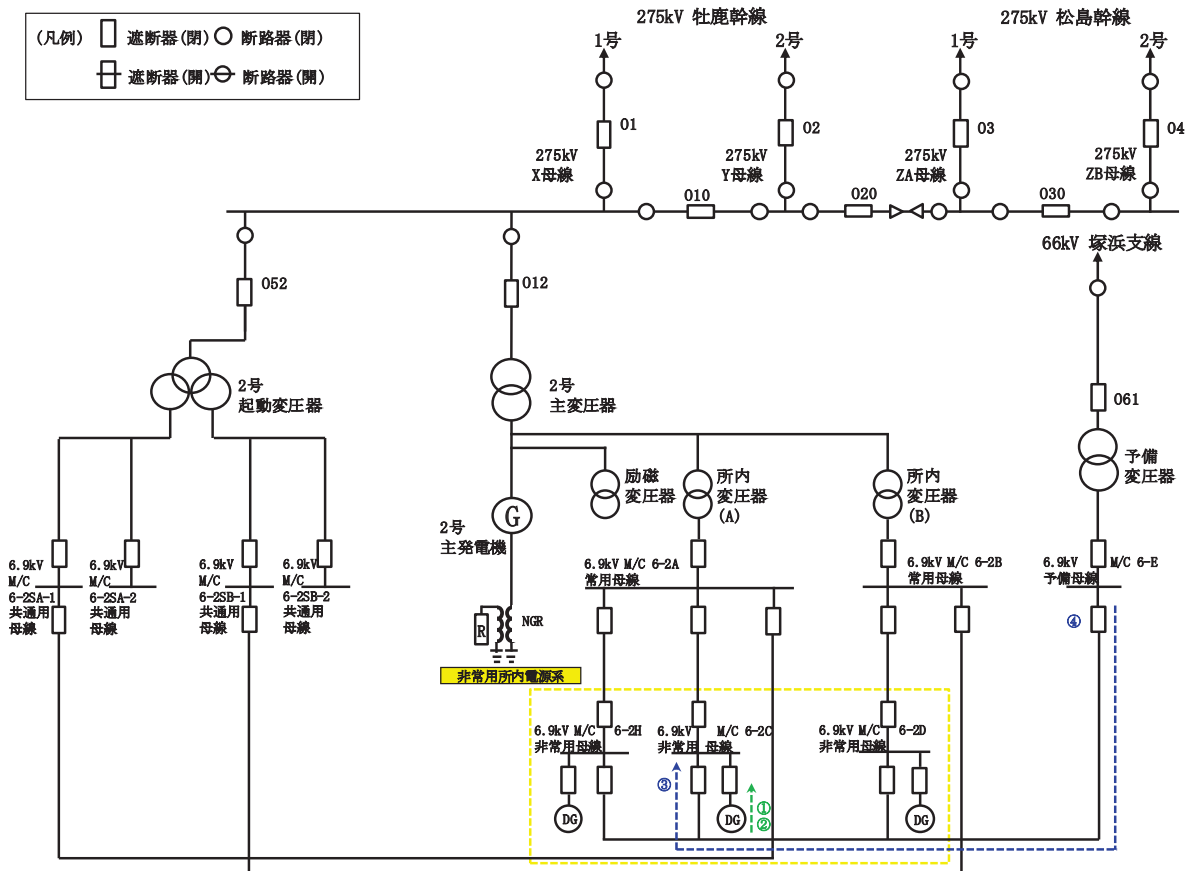 (凡例)
遮断器(閉)
断路器(閉)
遮断器(開)
断路器(開)
275kV 牡鹿幹線
275kV 松島幹線
1号
2号
1号
2号
01
02
03
04
275kV
X母線
275kV
Y母線
275kV
ZA母線
275kV
ZB母線
010
020
030
66kV 塚浜支線
052
012
061
2号
起動変圧器
2号
主変圧器
予備
変圧器
励磁
変圧器
所内
変圧器
(A)
所内
変圧器
(B)
G
2号
主発電機
6.9kV
M/C
6-2SA-1
共通用
母線
6.9kV
M/C
6-2SA-2
共通用
母線
6.9kV
M/C
6-2SB-1
共通用
母線
6.9kV
M/C
6-2SB-2
共通用
母線
6.9kV M/C 6-2A
常用母線
6.9kV M/C 6-2B
常用母線
6.9kV M/C 6-E
予備母線
R
NGR
④
非常用所内電源系
6.9kV M/C 6-2H
非常用母線
6.9kV M/C 6-2C
非常用 母線
6.9kV M/C 6-2D
非常用母線
③
①
②
DG
DG
DG